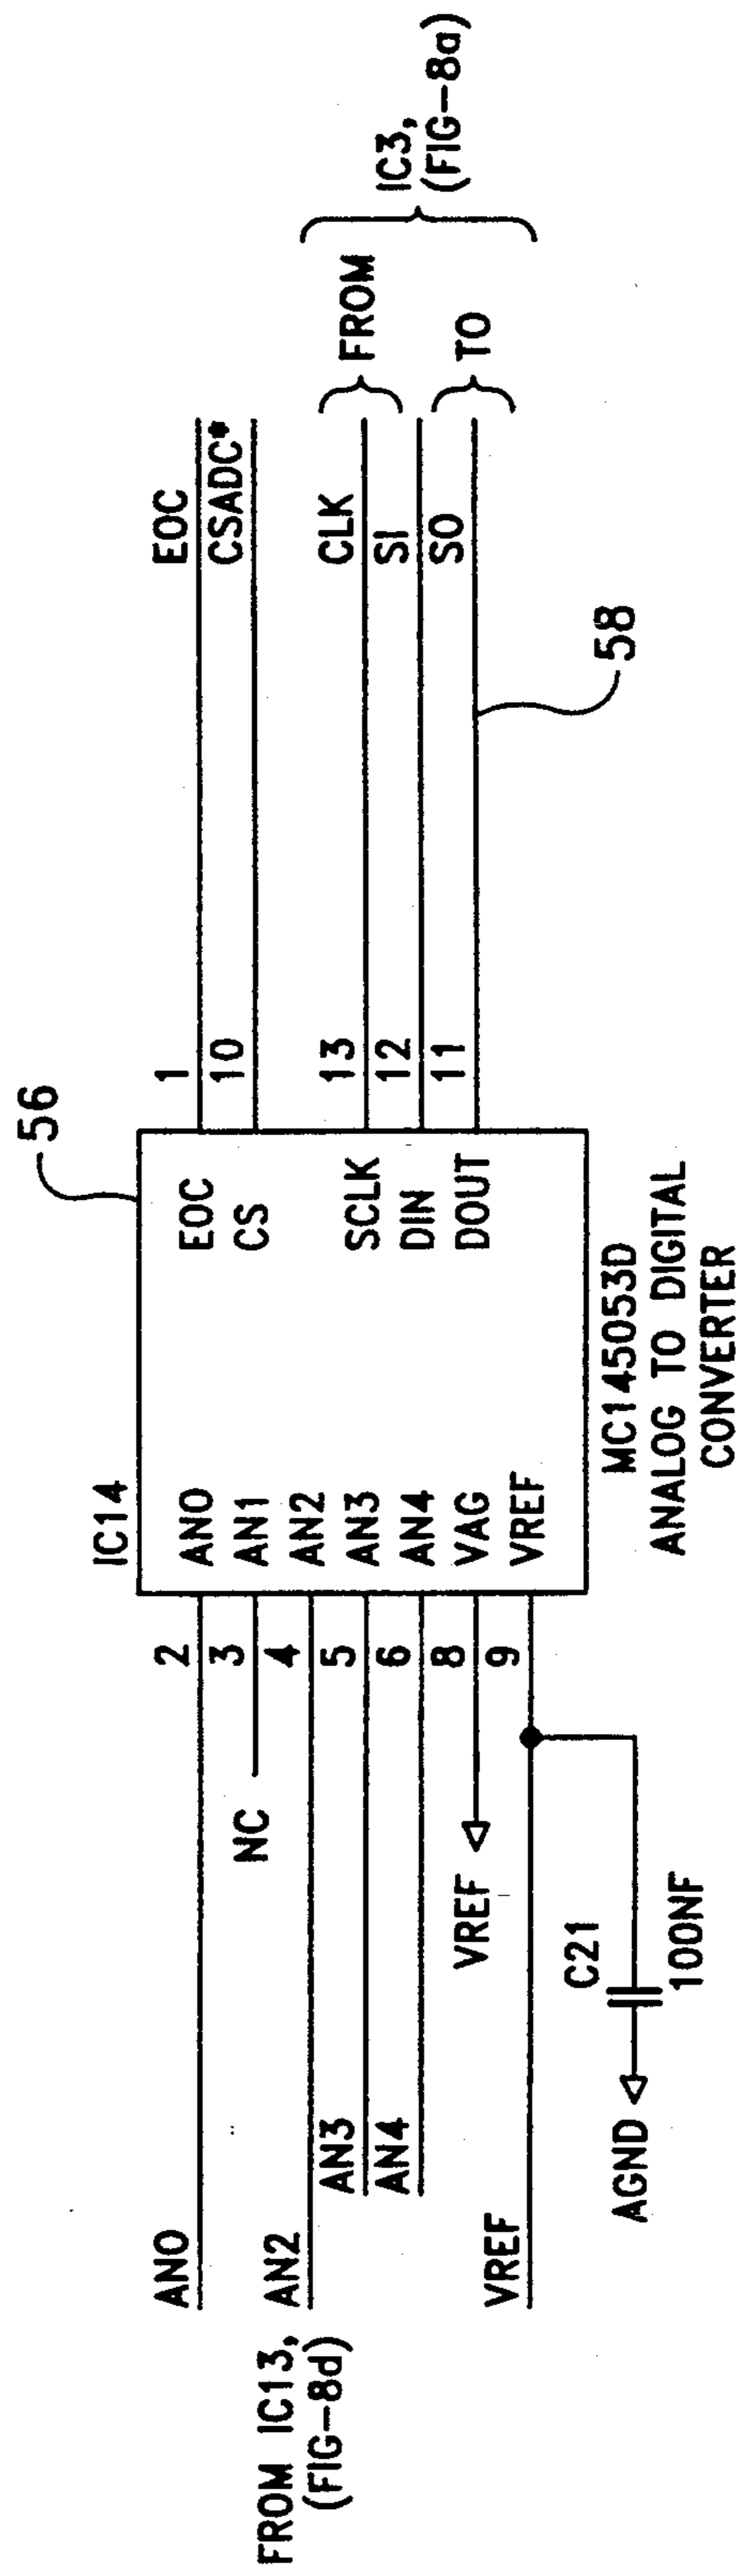 56
IC14
AN0
2
AN0
EOC
1
EOC
NC
3
AN1
CS
10
CSADC*
FROM IC13,
(FIG-8d)
AN2
4
AN2
AN3
5
AN3
SCLK
13
CLK
FROM
AN4
6
AN4
DIN
12
SI
VREF
8
VAG
DOUT
11
SO
TO
IC3,
(FIG-8a)
VREF
9
VREF
58
C21
AGND
100NF
MC145053D
ANALOG TO DIGITAL
CONVERTER